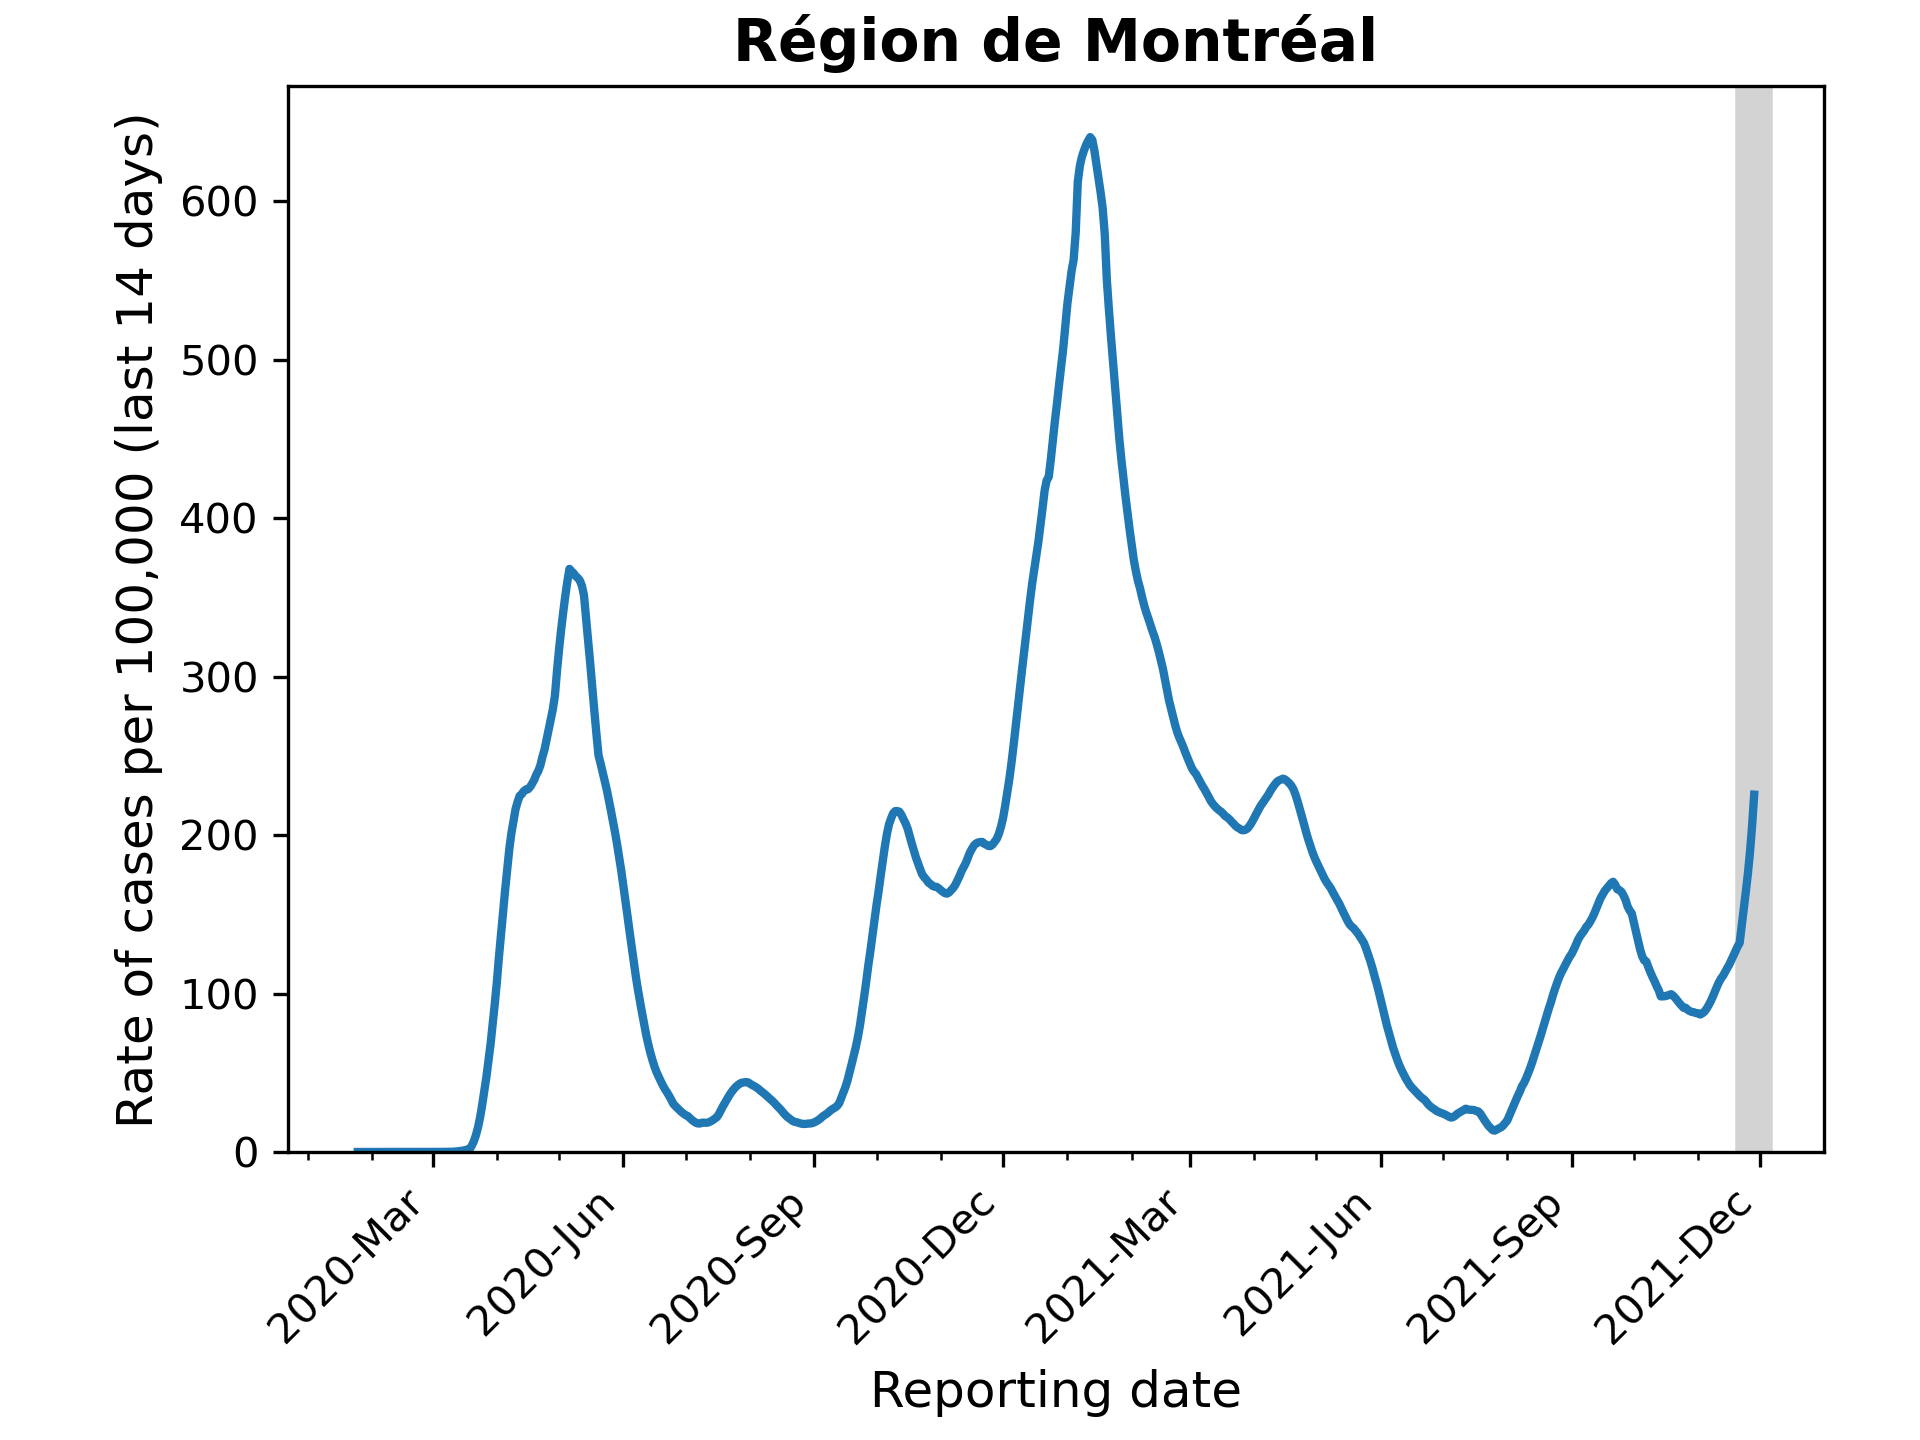 Région de Montréal
Rate of cases per 100,000 (last 14 days)
600
500
400
300
200
100
0
2020-Mar
2020-Jun
2020-Sep
2020-Dec
2021-Mar
2021-Jun
2021-Sep
2021-Dec
Reporting date